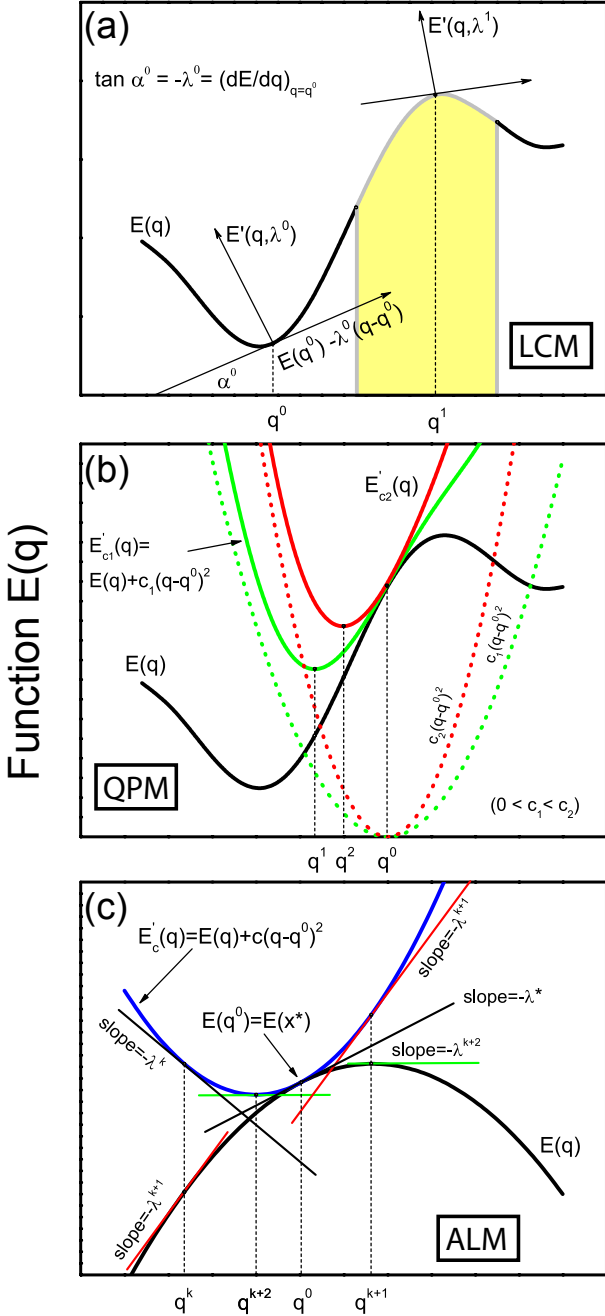 Function E(q)
(a)
E'(q,λ¹)
tan α⁰ = -λ⁰= (dE/dq)q=q⁰
E(q)
E'(q,λ⁰)
E(q⁰) -λ⁰(q-q⁰)
α⁰
LCM
q⁰ q¹
(b)
E'c2(q)
E'c1(q)=
E(q)+c₁(q-q⁰)²
E(q)
c₁(q-q⁰)²
c₂(q-q⁰)²
QPM
(0 < c₁< c₂)
q¹ q² q⁰
(c)
E'c(q)=E(q)+c(q-q⁰)²
slope=-λᵏ⁺¹
slope=-λᵏ
E(q⁰)=E(x*)
slope=-λ*
slope=-λᵏ⁺²
E(q)
slope=-λᵏ⁺¹
ALM
qᵏ qᵏ⁺² q⁰ qᵏ⁺¹